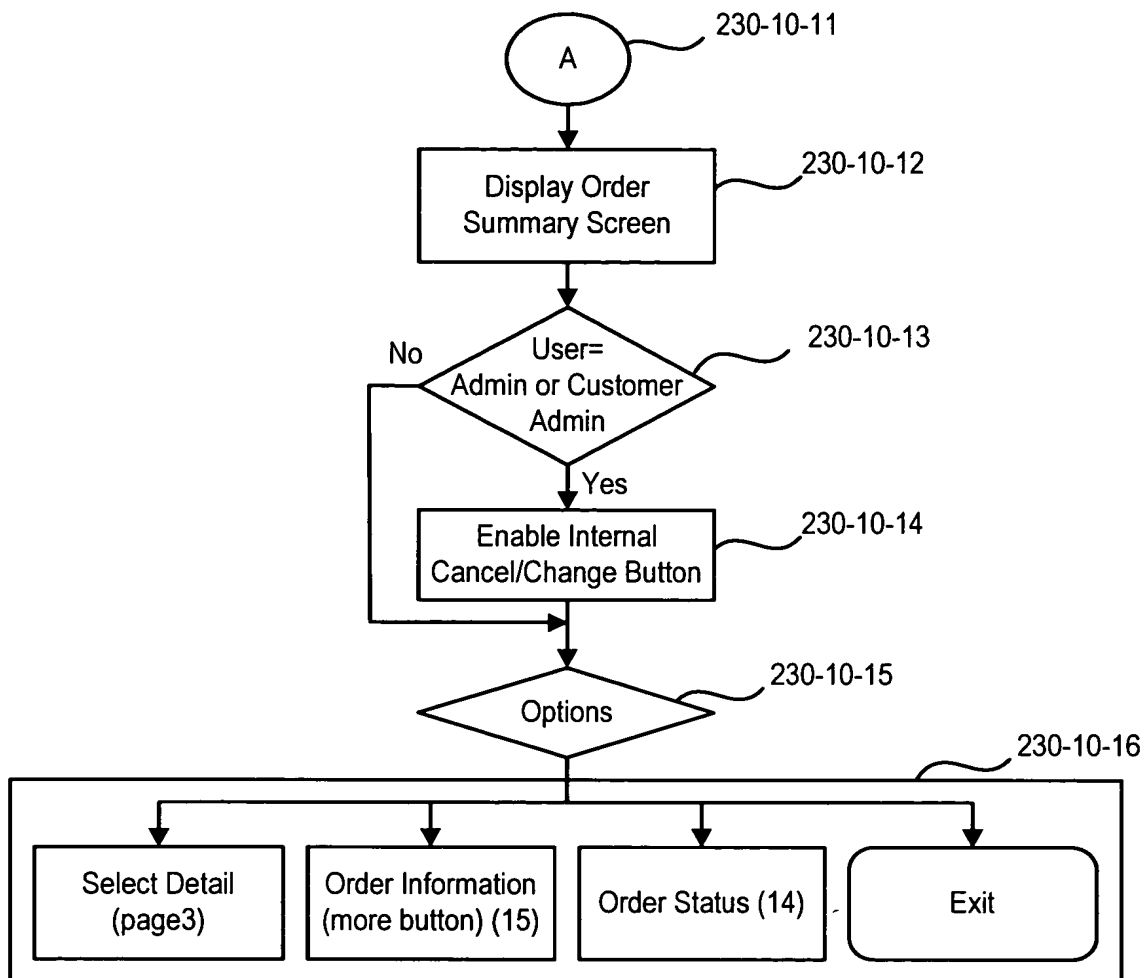 230-10-11
A
230-10-12
Display Order
Summary Screen
230-10-13
No
User=
Admin or Customer
Admin
Yes
230-10-14
Enable Internal
Cancel/Change Button
230-10-15
Options
230-10-16
Select Detail
(page3)
Order Information
(more button) (15)
Order Status (14)
Exit